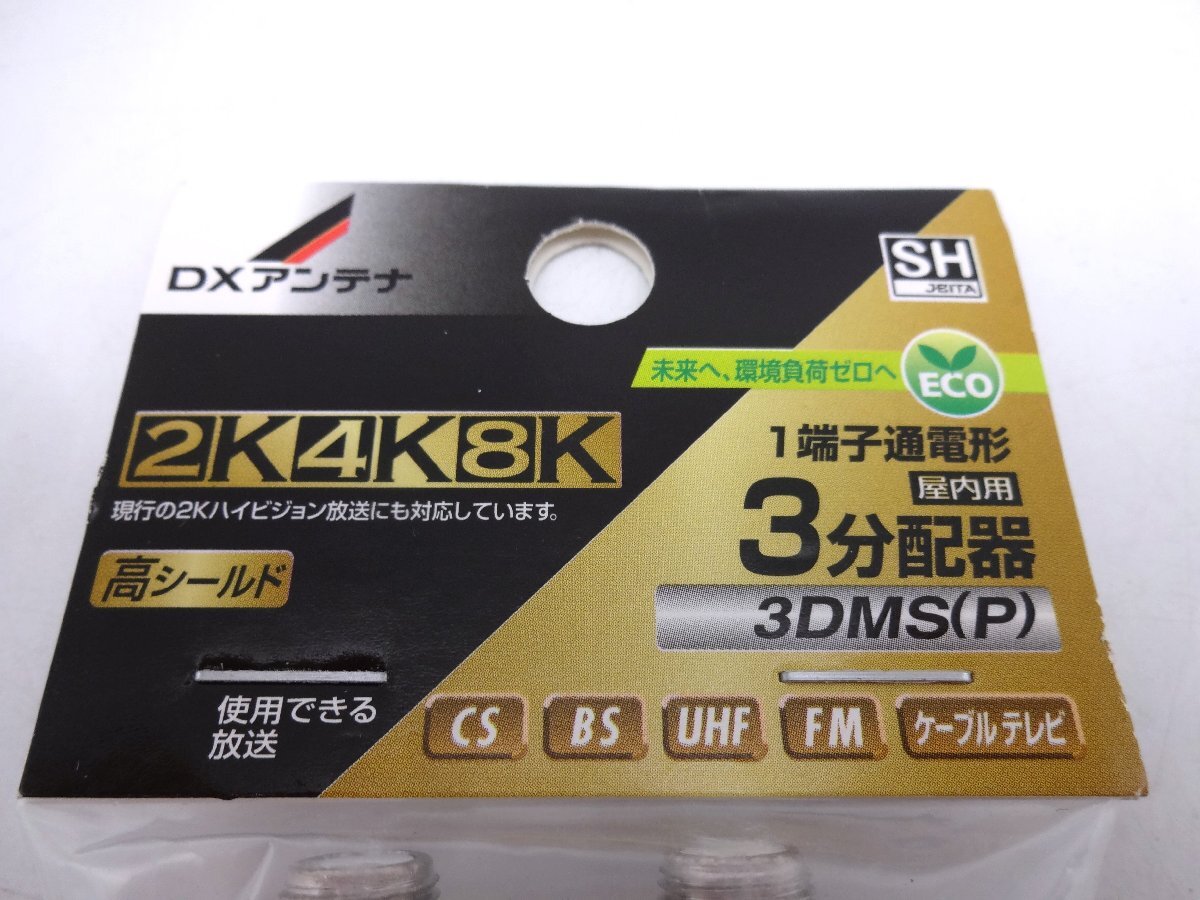 DXアンテナ
SH
JEITA
未来へ、環境負荷ゼロへ
ECO
2K4K8K
現行の2Kハイビジョン放送にも対応しています。
高シールド
1端子通電形
屋内用
3分配器
3DMS(P)
使用できる
放送
CS
BS
UHF
FM
ケーブルテレビ